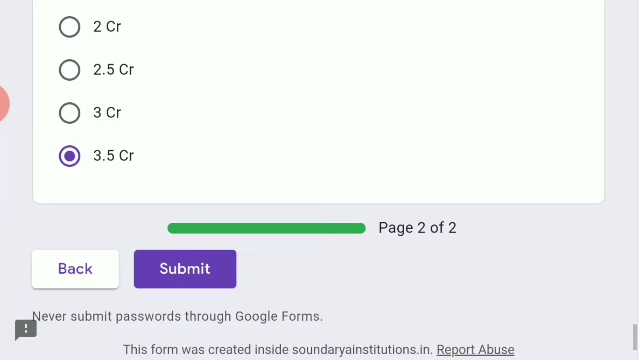 2 Cr
2.5 Cr
3 Cr
3.5 Cr
Page 2 of 2
Back Submit
Never submit passwords through Google Forms.
This form was created inside soundaryainstitutions.in. Report Abuse